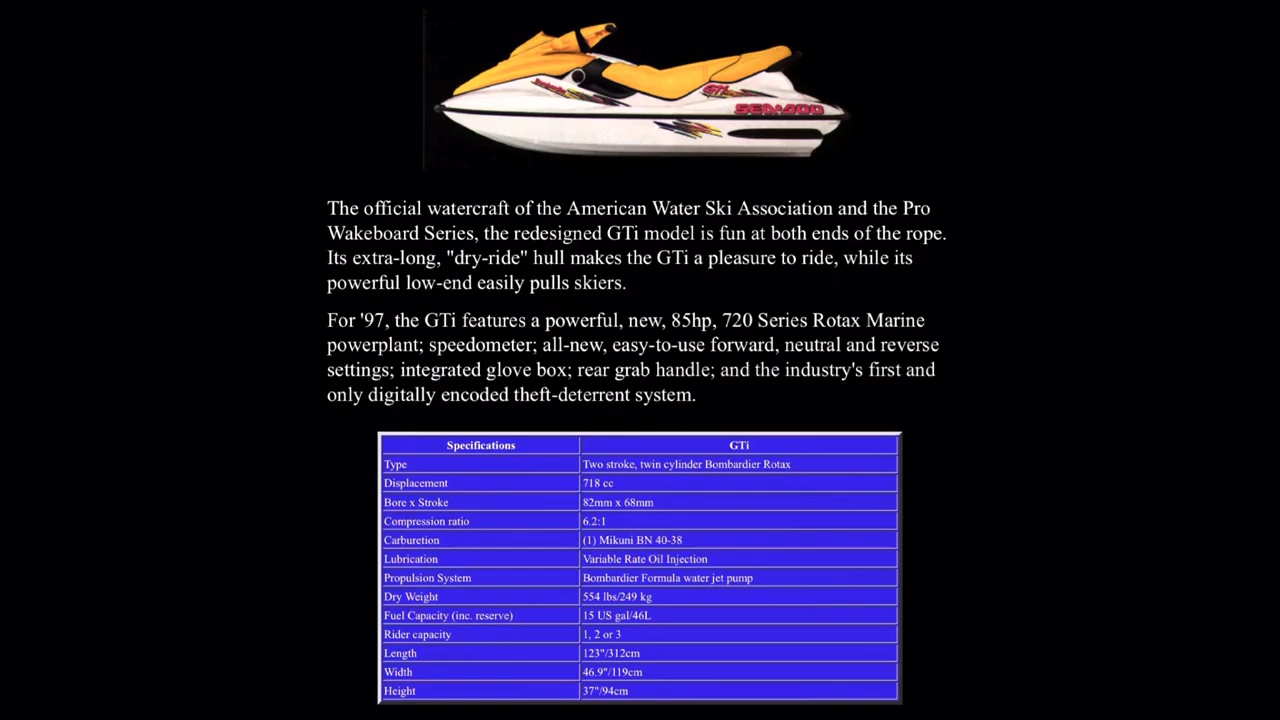 GTi
SEA•DOO
The official watercraft of the American Water Ski Association and the Pro
Wakeboard Series, the redesigned GTi model is fun at both ends of the rope.
Its extra-long, "dry-ride" hull makes the GTi a pleasure to ride, while its
powerful low-end easily pulls skiers.
For '97, the GTi features a powerful, new, 85hp, 720 Series Rotax Marine
powerplant; speedometer; all-new, easy-to-use forward, neutral and reverse
settings; integrated glove box; rear grab handle; and the industry's first and
only digitally encoded theft-deterrent system.
Specifications GTi
Type Two stroke, twin cylinder Bombardier Rotax
Displacement 718 cc
Bore x Stroke 82mm x 68mm
Compression ratio 6.2:1
Carburetion (1) Mikuni BN 40-38
Lubrication Variable Rate Oil Injection
Propulsion System Bombardier Formula water jet pump
Dry Weight 554 lbs/249 kg
Fuel Capacity (inc. reserve) 15 US gal/46L
Rider capacity 1, 2 or 3
Length 123"/312cm
Width 46.9"/119cm
Height 37"/94cm